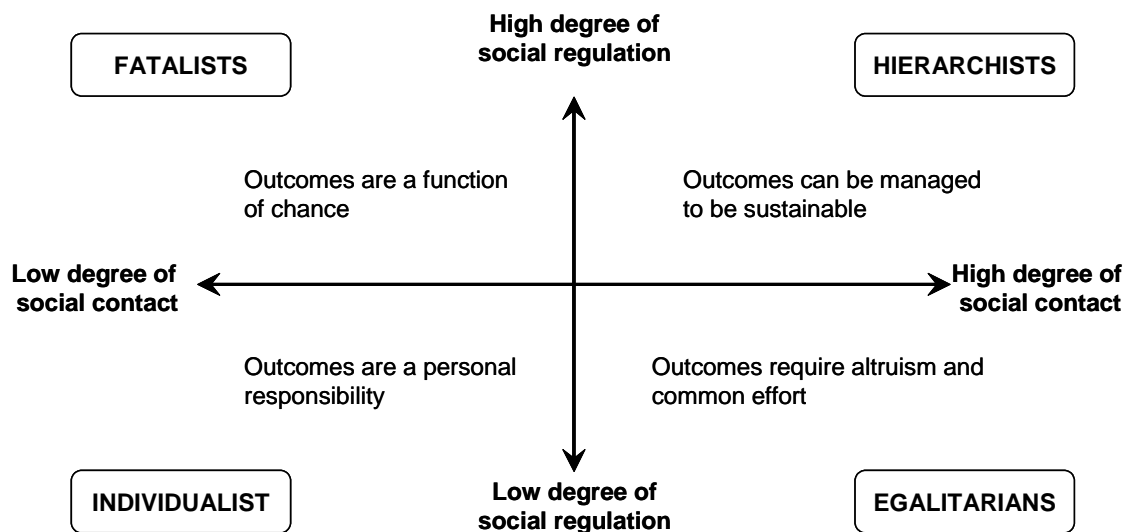 High degree of
social regulation
FATALISTS
HIERARCHISTS
Outcomes are a function
of chance
Outcomes can be managed
to be sustainable
Low degree of
social contact
High degree of
social contact
Outcomes are a personal
responsibility
Outcomes require altruism and
common effort
INDIVIDUALIST
Low degree of
social regulation
EGALITARIANS